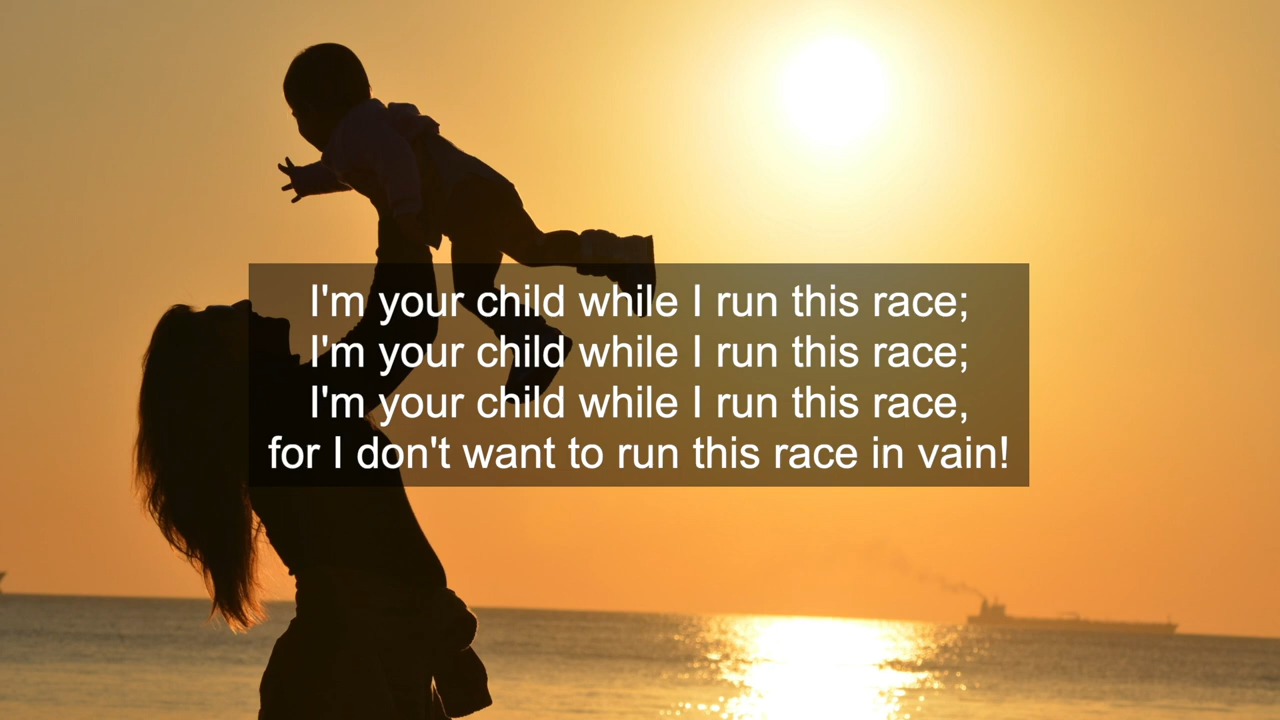 I'm your child while I run this race;
I'm your child while I run this race;
I'm your child while I run this race,
for I don't want to run this race in vain!